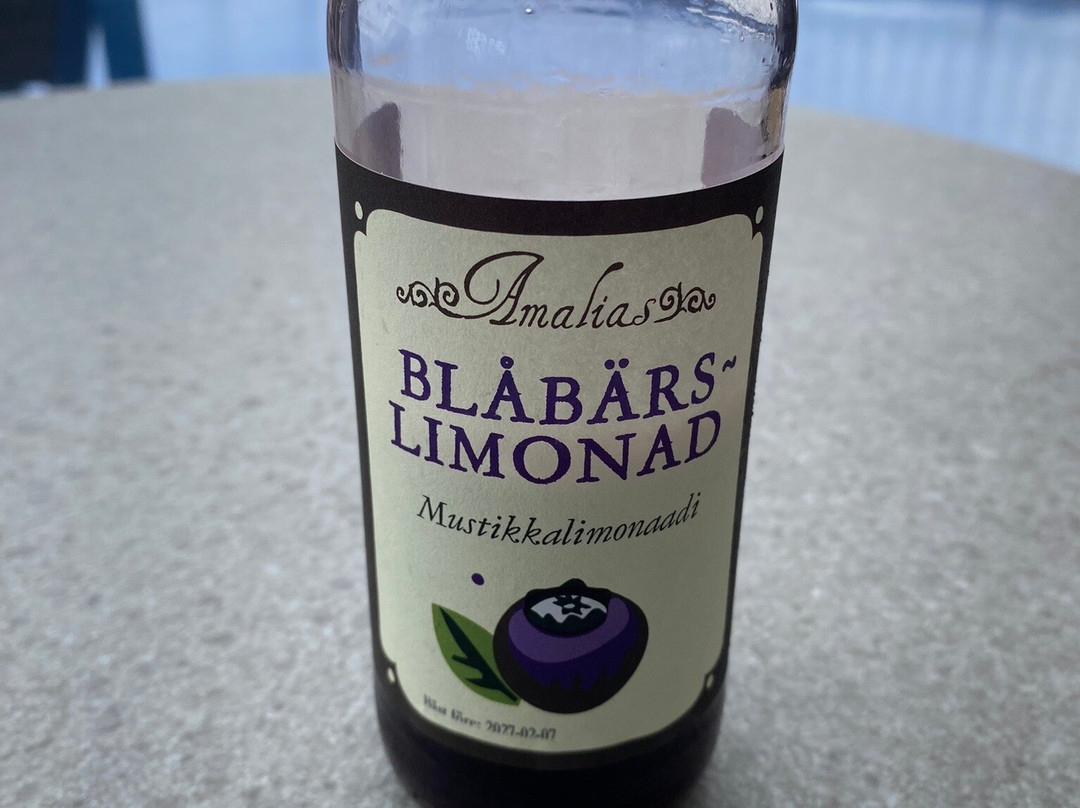 Amalias
BLÅBÄRS-
LIMONAD
Mustikkalimonaadi
Bäst före: 2027-02-07